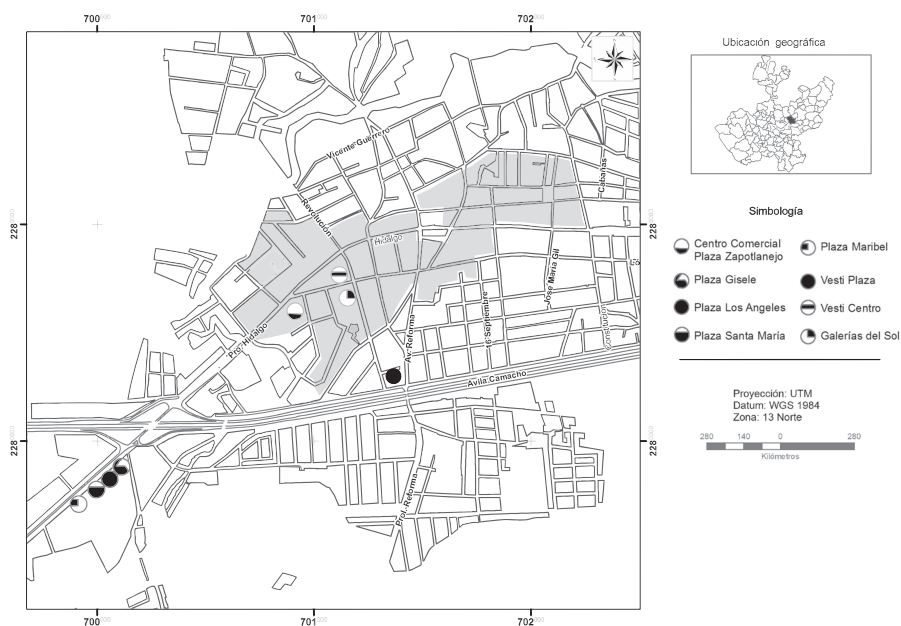 700
701
702
228
228
228
228
700
701
702
Vicente Guerrero
Revolución
Hidalgo
Cabañas
Jose María Gil
16 Septiembre
Constitución
Av. Reforma
Pro. Hidalgo
Avila Camacho
Prol. Reforma
Ubicación geográfica
Simbología
Centro Comercial
Plaza Zapotlanejo
Plaza Gisele
Plaza Los Angeles
Plaza Santa María
Plaza Maribel
Vesti Plaza
Vesti Centro
Galerías del Sol
Proyección: UTM
Datum: WGS 1984
Zona: 13 Norte
280 140 0 280
Kilómetros